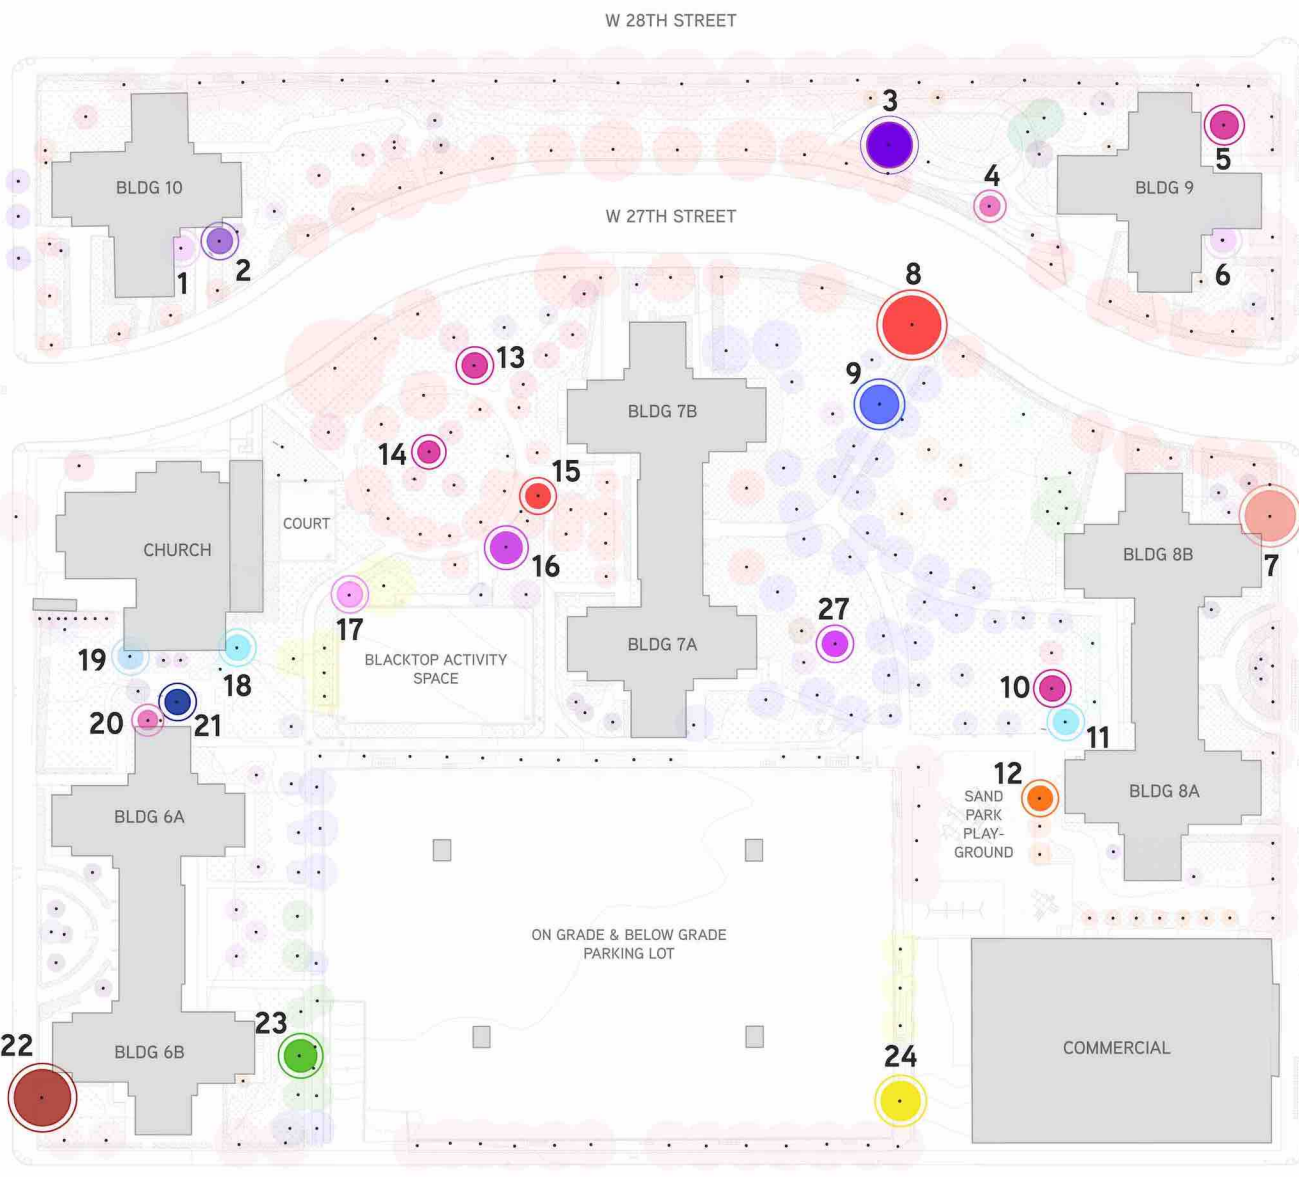 W 28TH STREET
3
5
BLDG 10
4
BLDG 9
W 27TH STREET
1
2
6
8
13
9
BLDG 7B
14
15
COURT
CHURCH
16
BLDG 8B
7
17
27
19
18
BLACKTOP ACTIVITY
SPACE
BLDG 7A
10
20
21
11
12
BLDG 6A
SAND
PARK
PLAY-
GROUND
BLDG 8A
ON GRADE & BELOW GRADE
PARKING LOT
22
23
BLDG 6B
24
COMMERCIAL